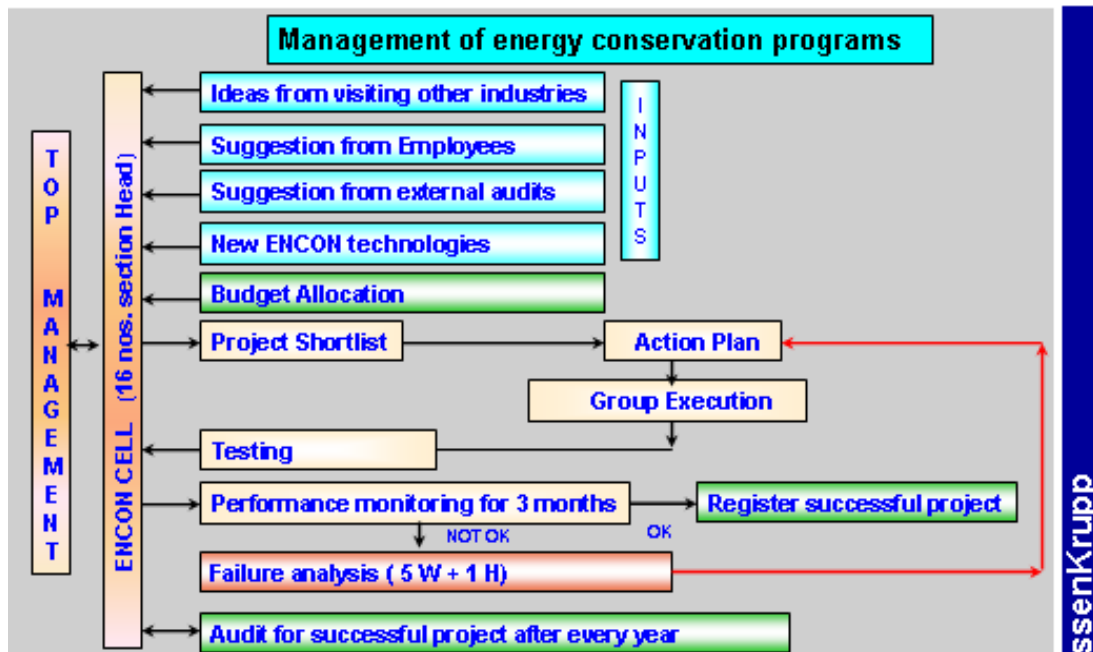 Management of energy conservation programs
Ideas from visiting other industries
Suggestion from Employees
Suggestion from external audits
New ENCON technologies
INPUTS
Budget Allocation
TOP MANAGEMENT
ENCON CELL (16 nos. section Head)
Project Shortlist
Action Plan
Group Execution
Testing
Performance monitoring for 3 months
Register successful project
NOT OK
OK
Failure analysis ( 5 W + 1 H)
Audit for successful project after every year
ssenKrupp